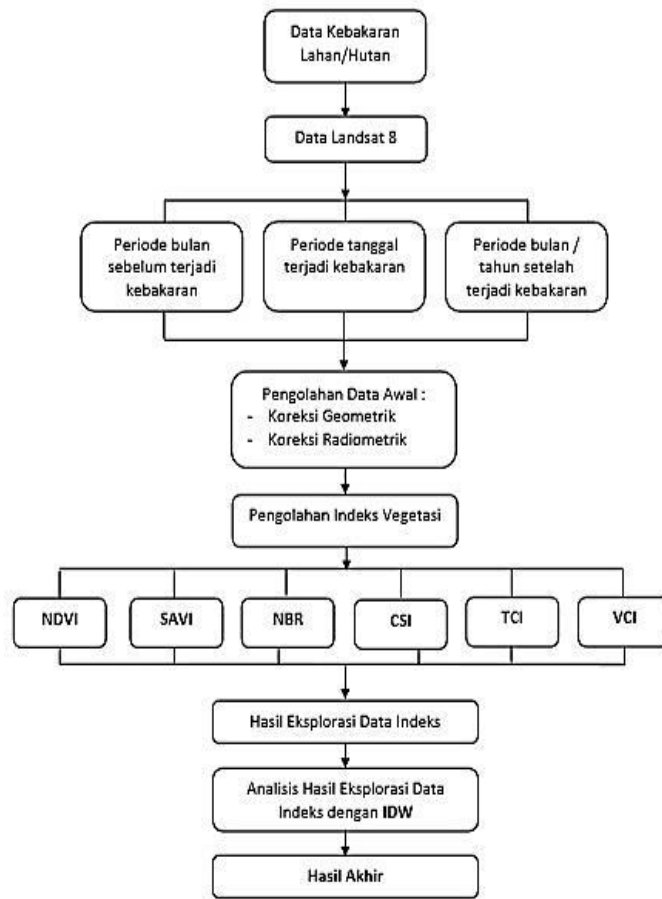 Data Kebakaran
Lahan/Hutan
Data Landsat 8
Periode bulan
sebelum terjadi
kebakaran
Periode tanggal
terjadi kebakaran
Periode bulan /
tahun setelah
terjadi kebakaran
Pengolahan Data Awal :
- Koreksi Geometrik
- Koreksi Radiometrik
Pengolahan Indeks Vegetasi
NDVI
SAVI
NBR
CSI
TCI
VCI
Hasil Eksplorasi Data Indeks
Analisis Hasil Eksplorasi Data
Indeks dengan IDW
Hasil Akhir